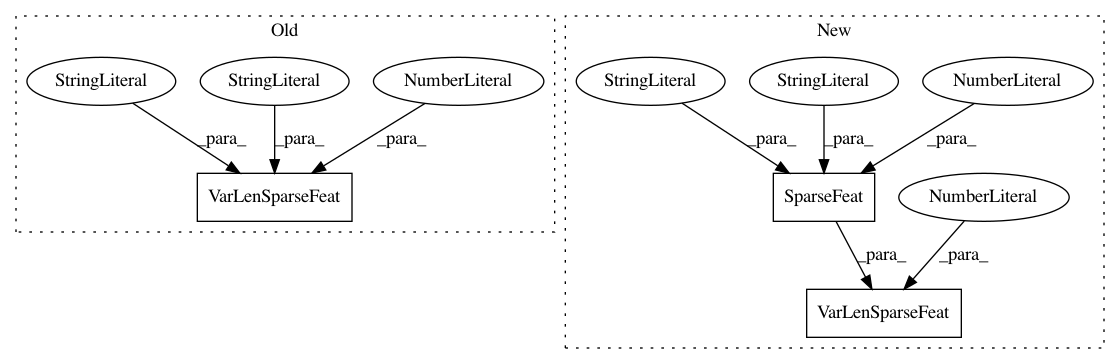 Old
StringLiteral
StringLiteral
NumberLiteral
_para_
_para_
_para_
VarLenSparseFeat
New
StringLiteral
StringLiteral
NumberLiteral
_para_
_para_
_para_
SparseFeat
NumberLiteral
_para_
_para_
VarLenSparseFeat